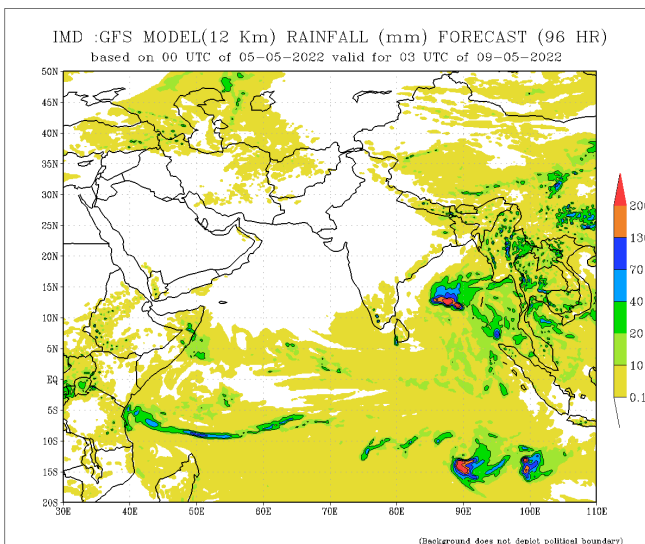 IMD :GFS MODEL(12 Km) RAINFALL (mm) FORECAST (96 HR)
based on 00 UTC of 05-05-2022 valid for 03 UTC of 09-05-2022
50N
45N
40N
35N
30N
25N
20N
15N
10N
5N
EQ
5S
10S
15S
20S
30E 40E 50E 60E 70E 80E 90E 100E 110E
200
130
70
40
20
10
0.1
(Background does not depict political boundary)